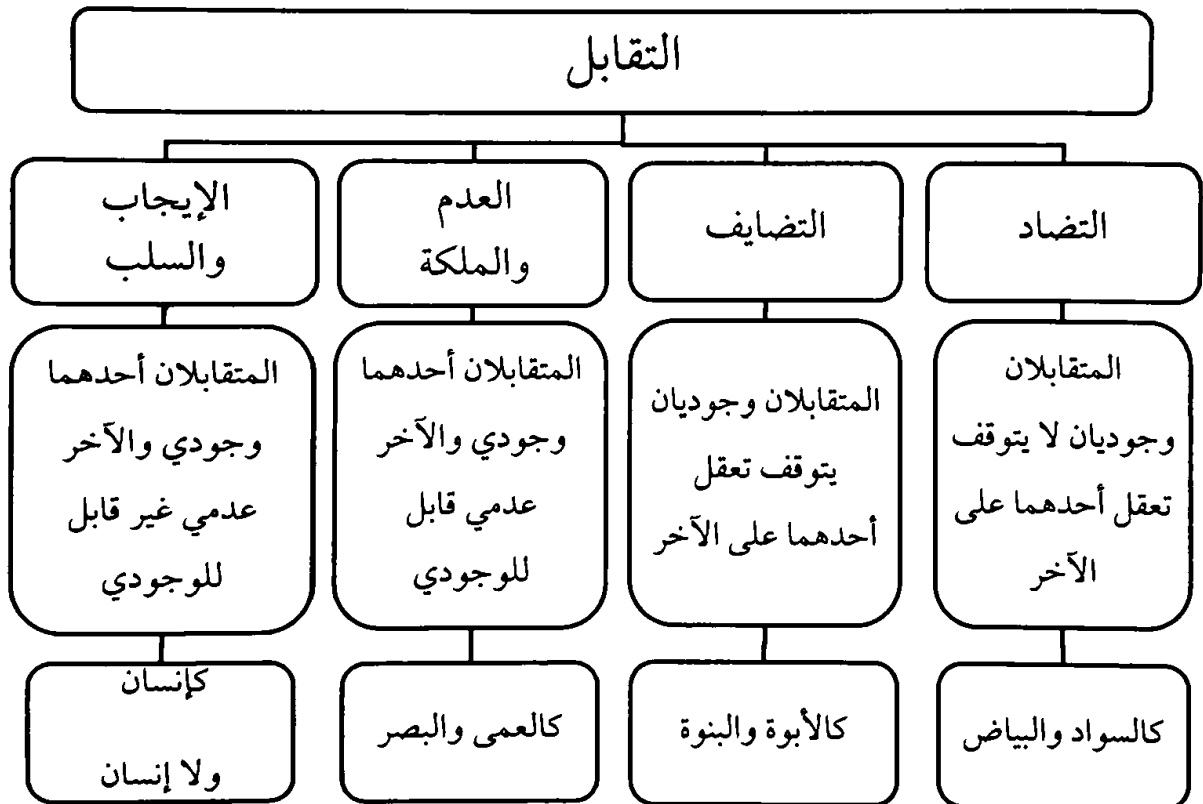 التقابل
التضاد
التضايف
العدم
والملكة
الإيجاب
والسلب
المتقابلان
وجوديان لا يتوقف
تعقل أحدهما على
الآخر
المتقابلان وجوديان
يتوقف تعقل
أحدهما على الآخر
المتقابلان أحدهما
وجودي والآخر
عدمي قابل
للوجودي
المتقابلان أحدهما
وجودي والآخر
عدمي غير قابل
للوجودي
كالسواد والبياض
كالأبوة والبنوة
كالعمى والبصر
كإنسان
ولا إنسان